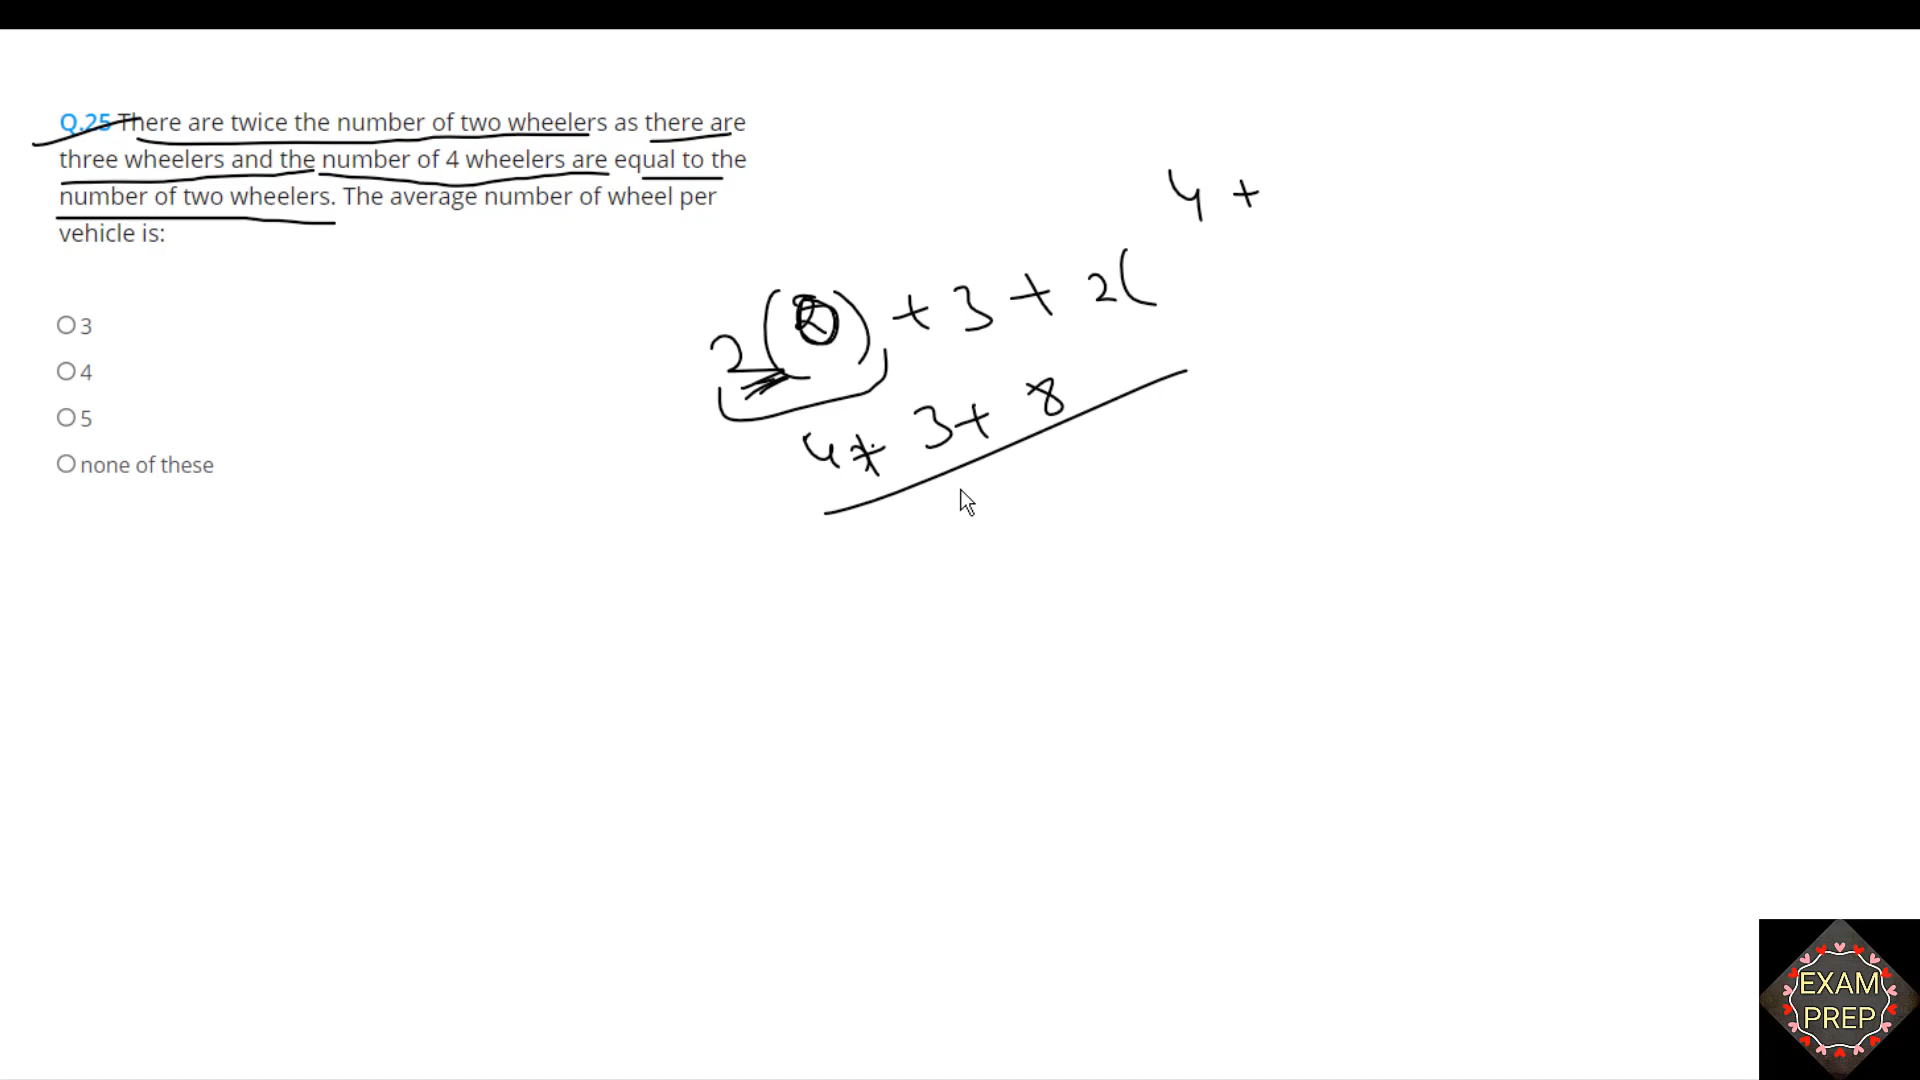 Q.25 There are twice the number of two wheelers as there are
three wheelers and the number of 4 wheelers are equal to the
number of two wheelers. The average number of wheel per
vehicle is:
3
4
5
none of these
4 +
2(2) + 3 + 2(
4+ 3+ 8
EXAM
PREP